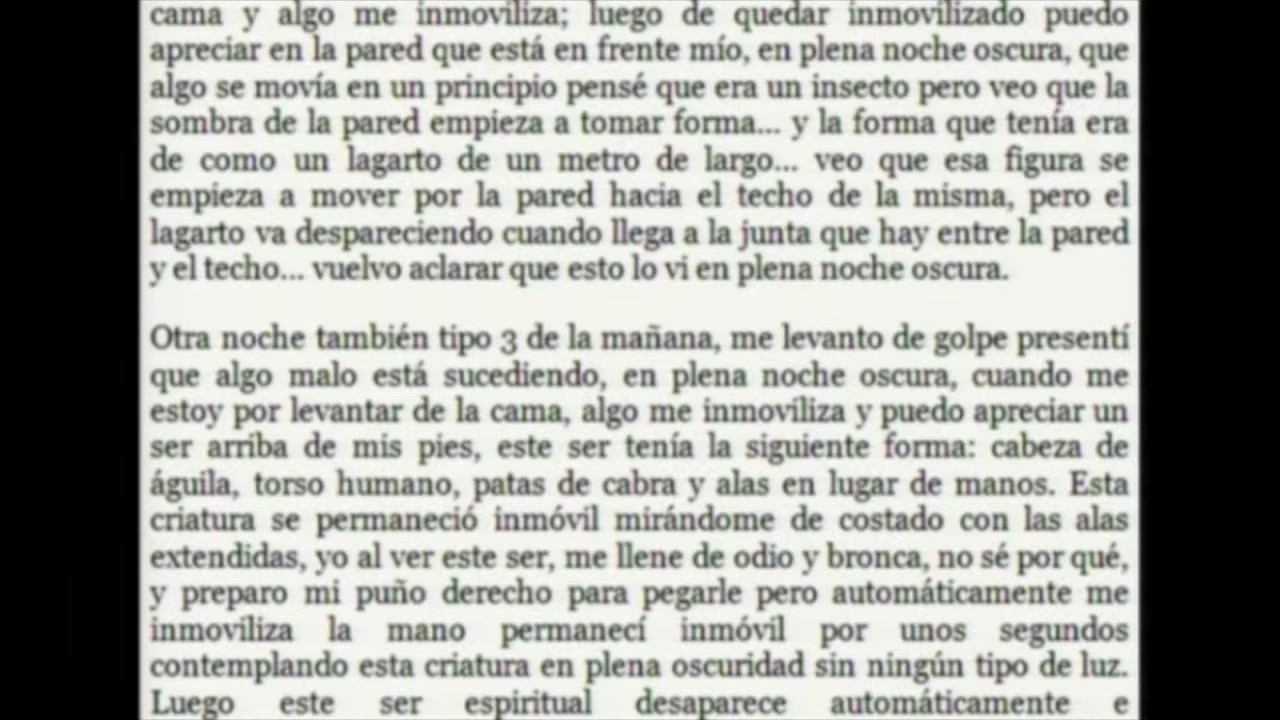 cama y algo me inmoviliza; luego de quedar inmovilizado puedo
apreciar en la pared que está en frente mío, en plena noche oscura, que
algo se movía en un principio pensé que era un insecto pero veo que la
sombra de la pared empieza a tomar forma... y la forma que tenía era
de como un lagarto de un metro de largo... veo que esa figura se
empieza a mover por la pared hacia el techo de la misma, pero el
lagarto va despareciendo cuando llega a la junta que hay entre la pared
y el techo... vuelvo aclarar que esto lo vi en plena noche oscura.
Otra noche también tipo 3 de la mañana, me levanto de golpe presentí
que algo malo está sucediendo, en plena noche oscura, cuando me
estoy por levantar de la cama, algo me inmoviliza y puedo apreciar un
ser arriba de mis pies, este ser tenía la siguiente forma: cabeza de
águila, torso humano, patas de cabra y alas en lugar de manos. Esta
criatura se permaneció inmóvil mirándome de costado con las alas
extendidas, yo al ver este ser, me llene de odio y bronca, no sé por qué,
y preparo mi puño derecho para pegarle pero automáticamente me
inmoviliza la mano permanecí inmóvil por unos segundos
contemplando esta criatura en plena oscuridad sin ningún tipo de luz.
Luego este ser espiritual desaparece automáticamente e